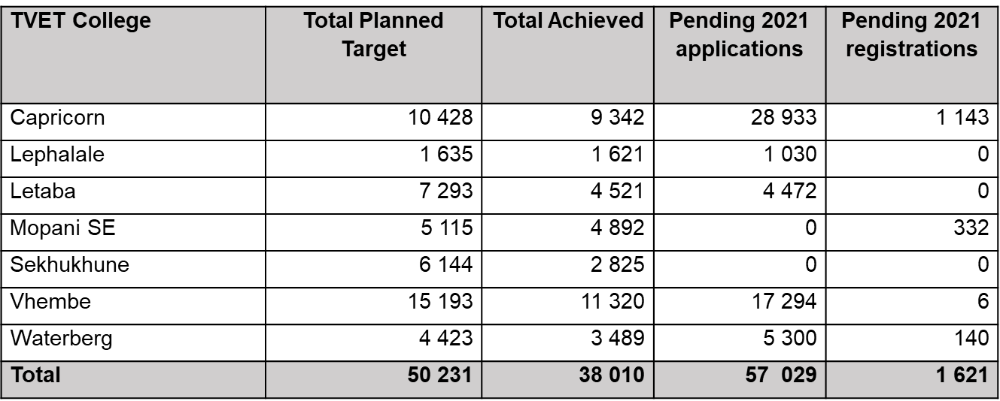 TVET College Total Planned Target Total Achieved Pending 2021 applications Pending 2021 registrations
Capricorn 10 428 9 342 28 933 1 143
Lephalale 1 635 1 621 1 030 0
Letaba 7 293 4 521 4 472 0
Mopani SE 5 115 4 892 0 332
Sekhukhune 6 144 2 825 0 0
Vhembe 15 193 11 320 17 294 6
Waterberg 4 423 3 489 5 300 140
Total 50 231 38 010 57 029 1 621